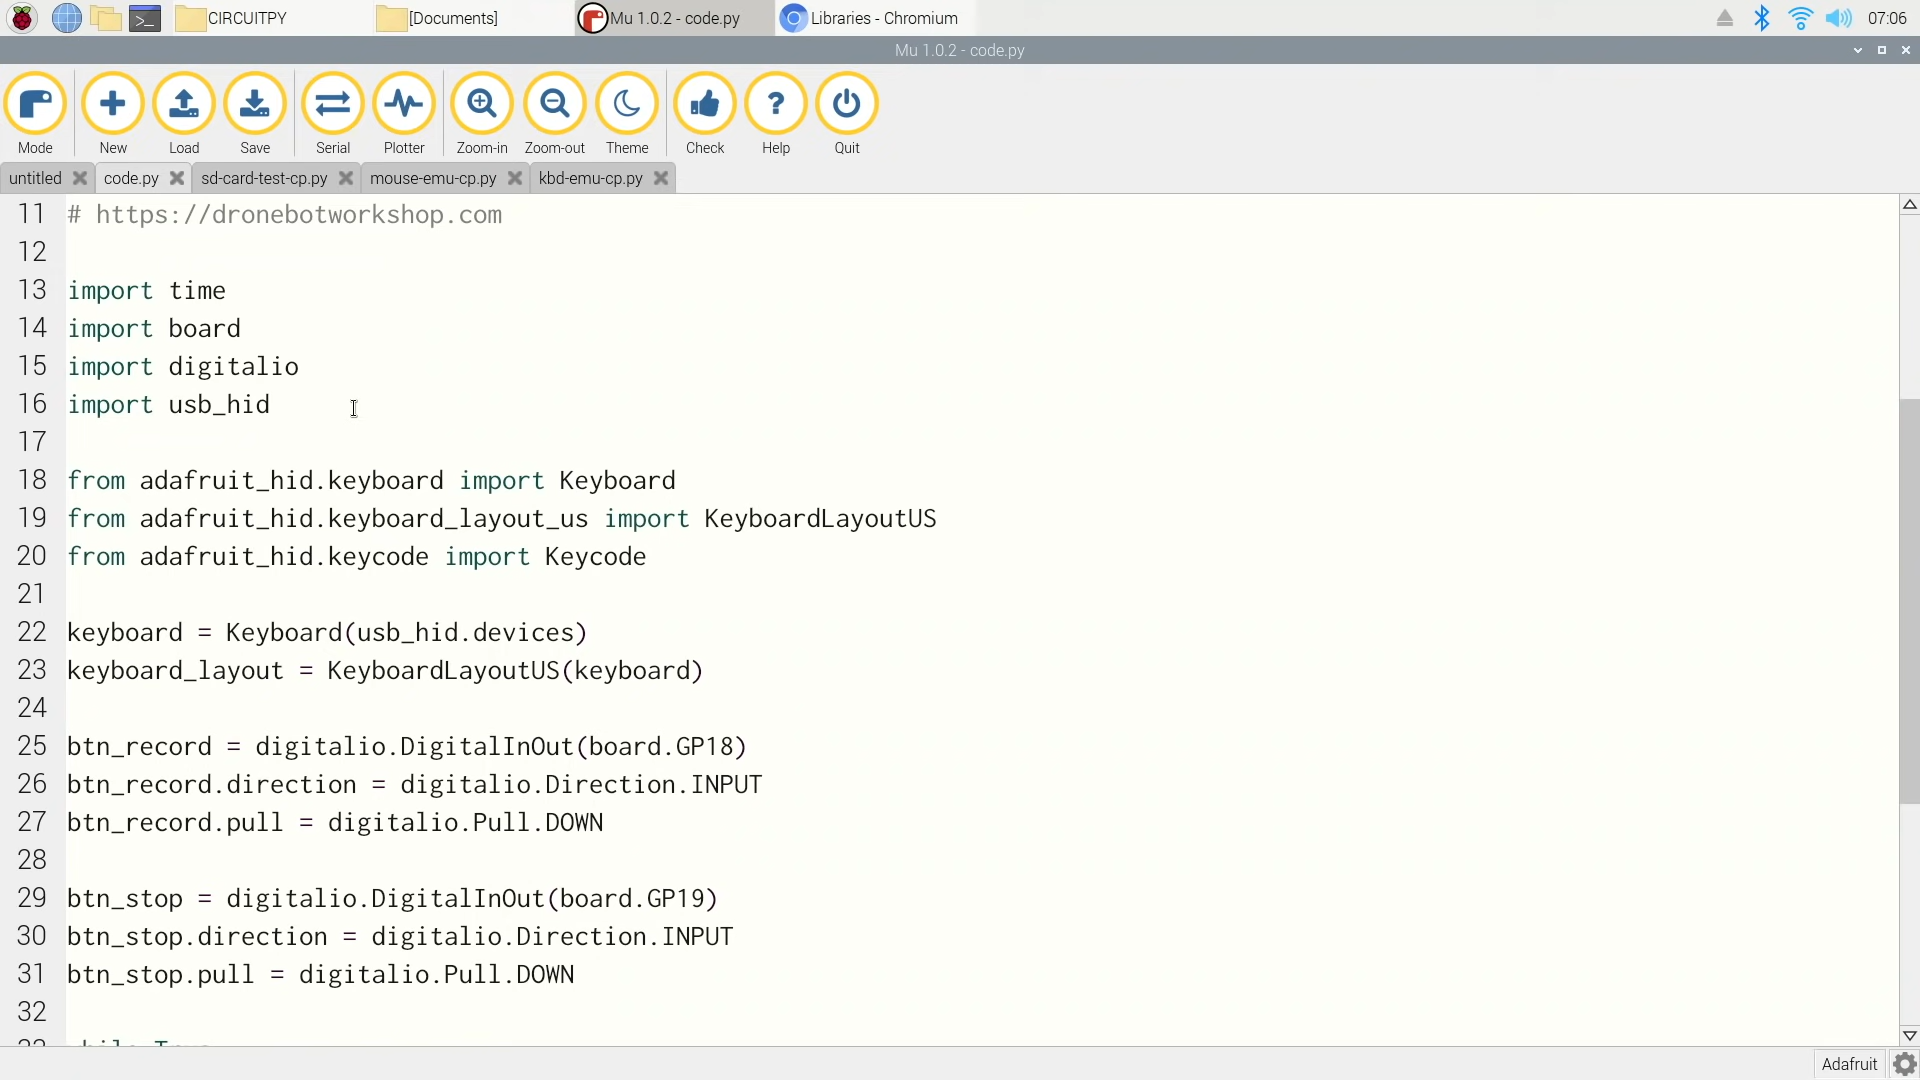 CIRCUITPY
[Documents]
Mu 1.0.2 - code.py
Libraries - Chromium
07:06
Mu 1.0.2 - code.py
Mode
New
Load
Save
Serial
Plotter
Zoom-in
Zoom-out
Theme
Check
Help
Quit
untitled
code.py
sd-card-test-cp.py
mouse-emu-cp.py
kbd-emu-cp.py
11 # https://dronebotworkshop.com
12
13 import time
14 import board
15 import digitalio
16 import usb_hid
17
18 from adafruit_hid.keyboard import Keyboard
19 from adafruit_hid.keyboard_layout_us import KeyboardLayoutUS
20 from adafruit_hid.keycode import Keycode
21
22 keyboard = Keyboard(usb_hid.devices)
23 keyboard_layout = KeyboardLayoutUS(keyboard)
24
25 btn_record = digitalio.DigitalInOut(board.GP18)
26 btn_record.direction = digitalio.Direction.INPUT
27 btn_record.pull = digitalio.Pull.DOWN
28
29 btn_stop = digitalio.DigitalInOut(board.GP19)
30 btn_stop.direction = digitalio.Direction.INPUT
31 btn_stop.pull = digitalio.Pull.DOWN
32
Adafruit